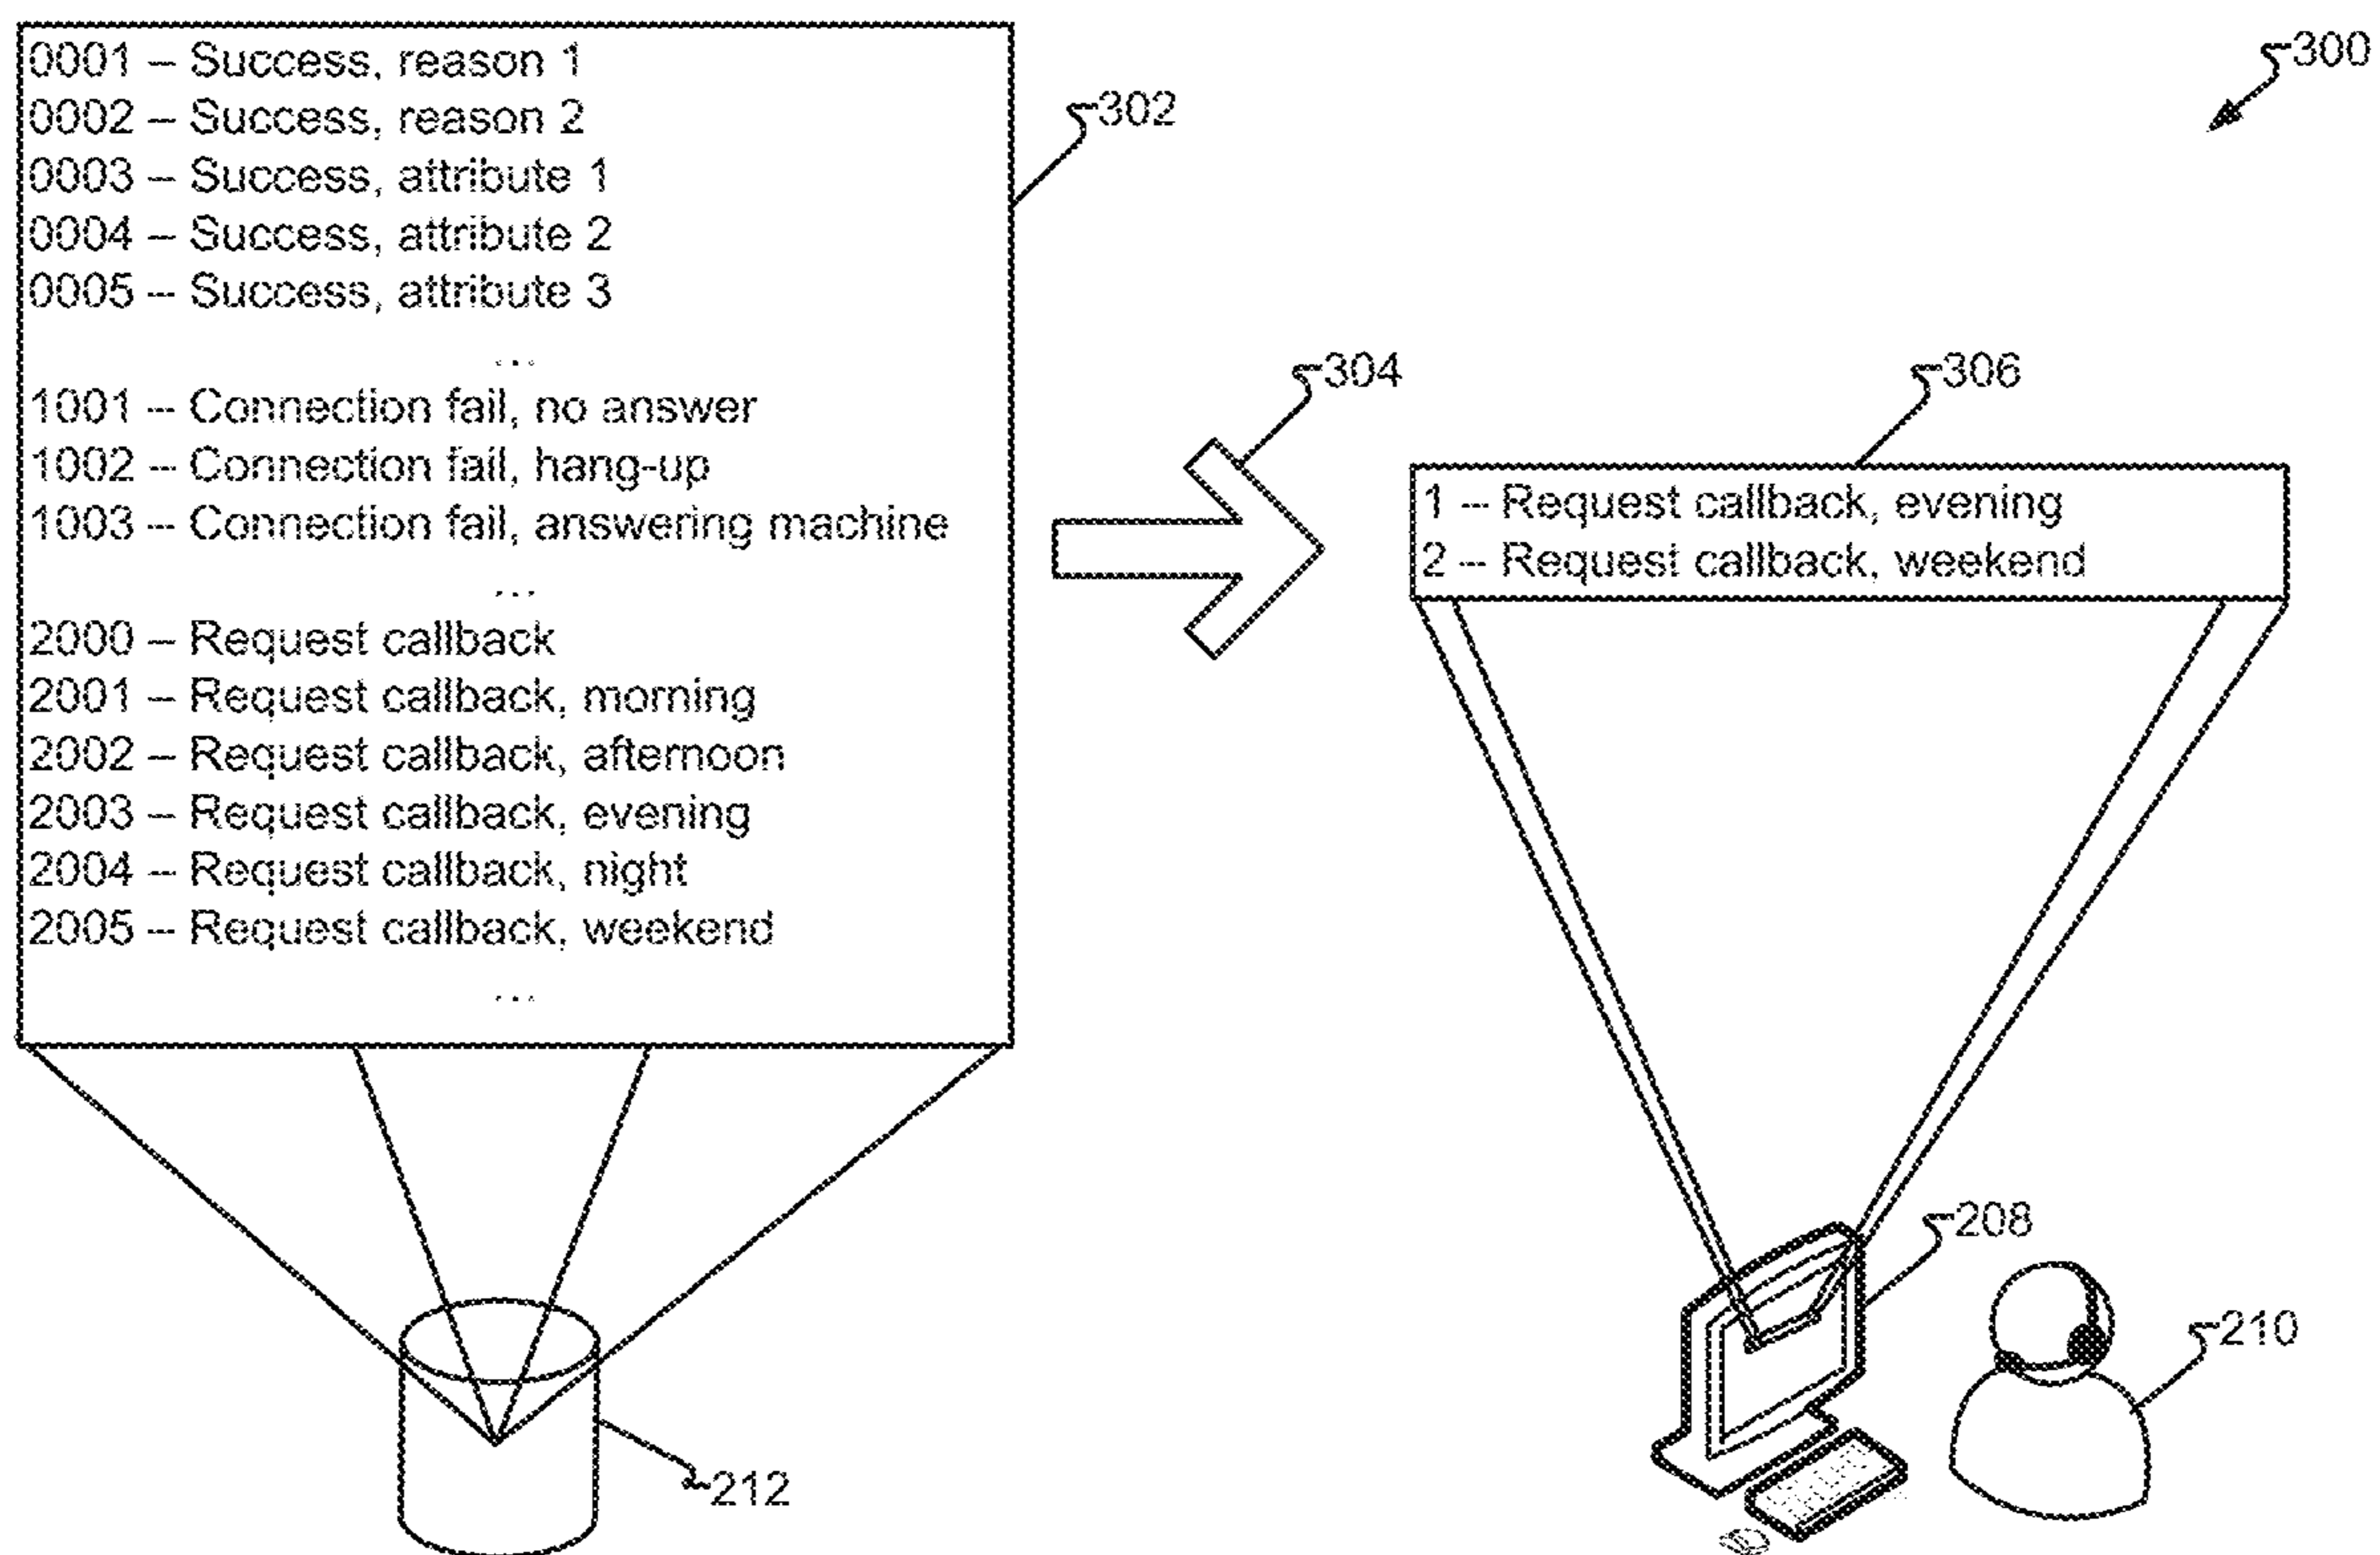 0001 – Success, reason 1
0002 – Success, reason 2
0003 – Success, attribute 1
0004 – Success, attribute 2
0005 – Success, attribute 3
...
1001 – Connection fail, no answer
1002 – Connection fail, hang-up
1003 – Connection fail, answering machine
...
2000 – Request callback
2001 – Request callback, morning
2002 – Request callback, afternoon
2003 – Request callback, evening
2004 – Request callback, night
2005 – Request callback, weekend
...
302
300
304
306
1 – Request callback, evening
2 – Request callback, weekend
212
208
210